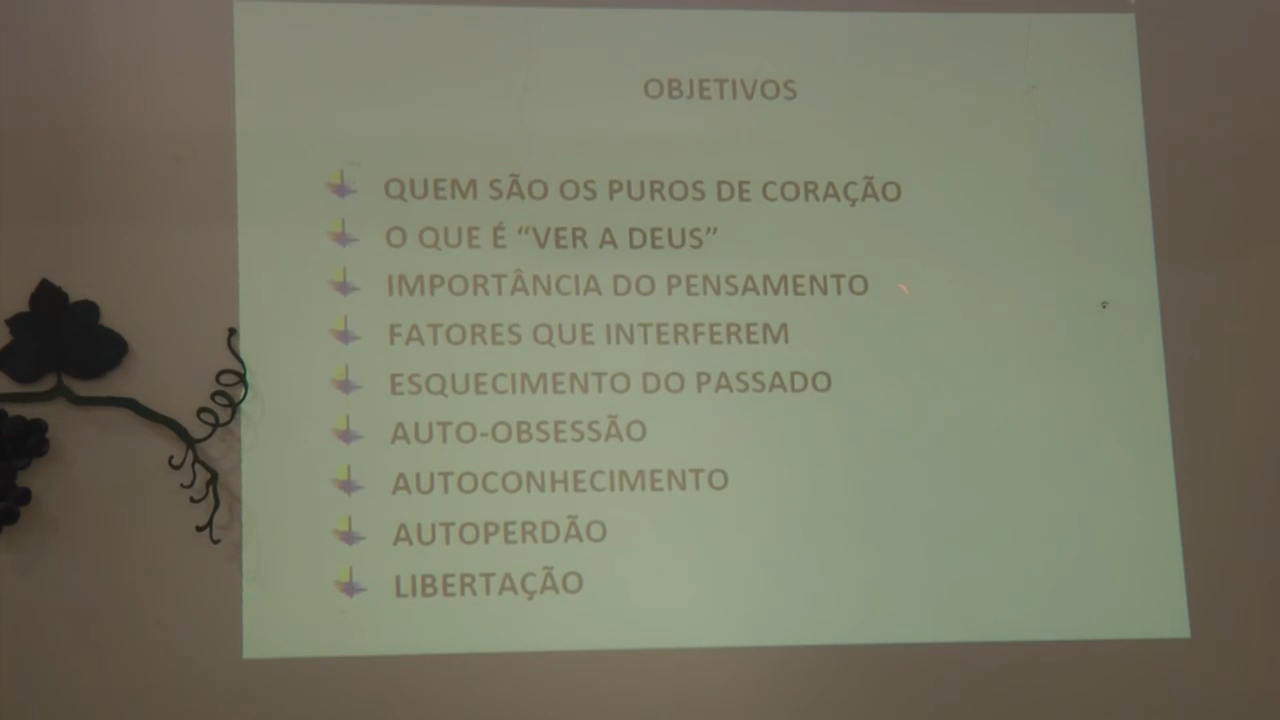 OBJETIVOS
QUEM SÃO OS PUROS DE CORAÇÃO
O QUE É “VER A DEUS”
IMPORTÂNCIA DO PENSAMENTO
FATORES QUE INTERFEREM
ESQUECIMENTO DO PASSADO
AUTO-OBSESSÃO
AUTOCONHECIMENTO
AUTOPERDÃO
LIBERTAÇÃO